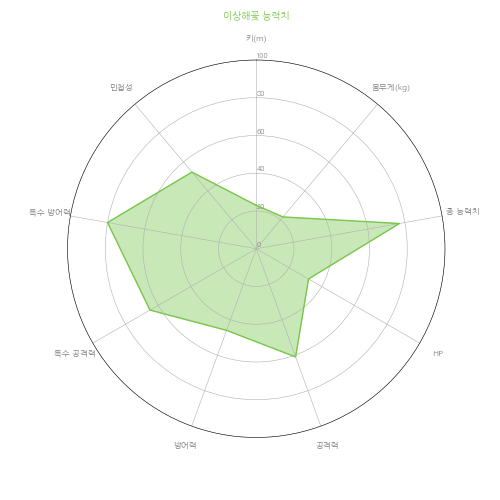 이상해꽃 능력치
키(m)
100
민첩성
몸무게(kg)
80
60
40
특수 방어력
총 능력치
20
0
특수 공격력
HP
방어력
공격력